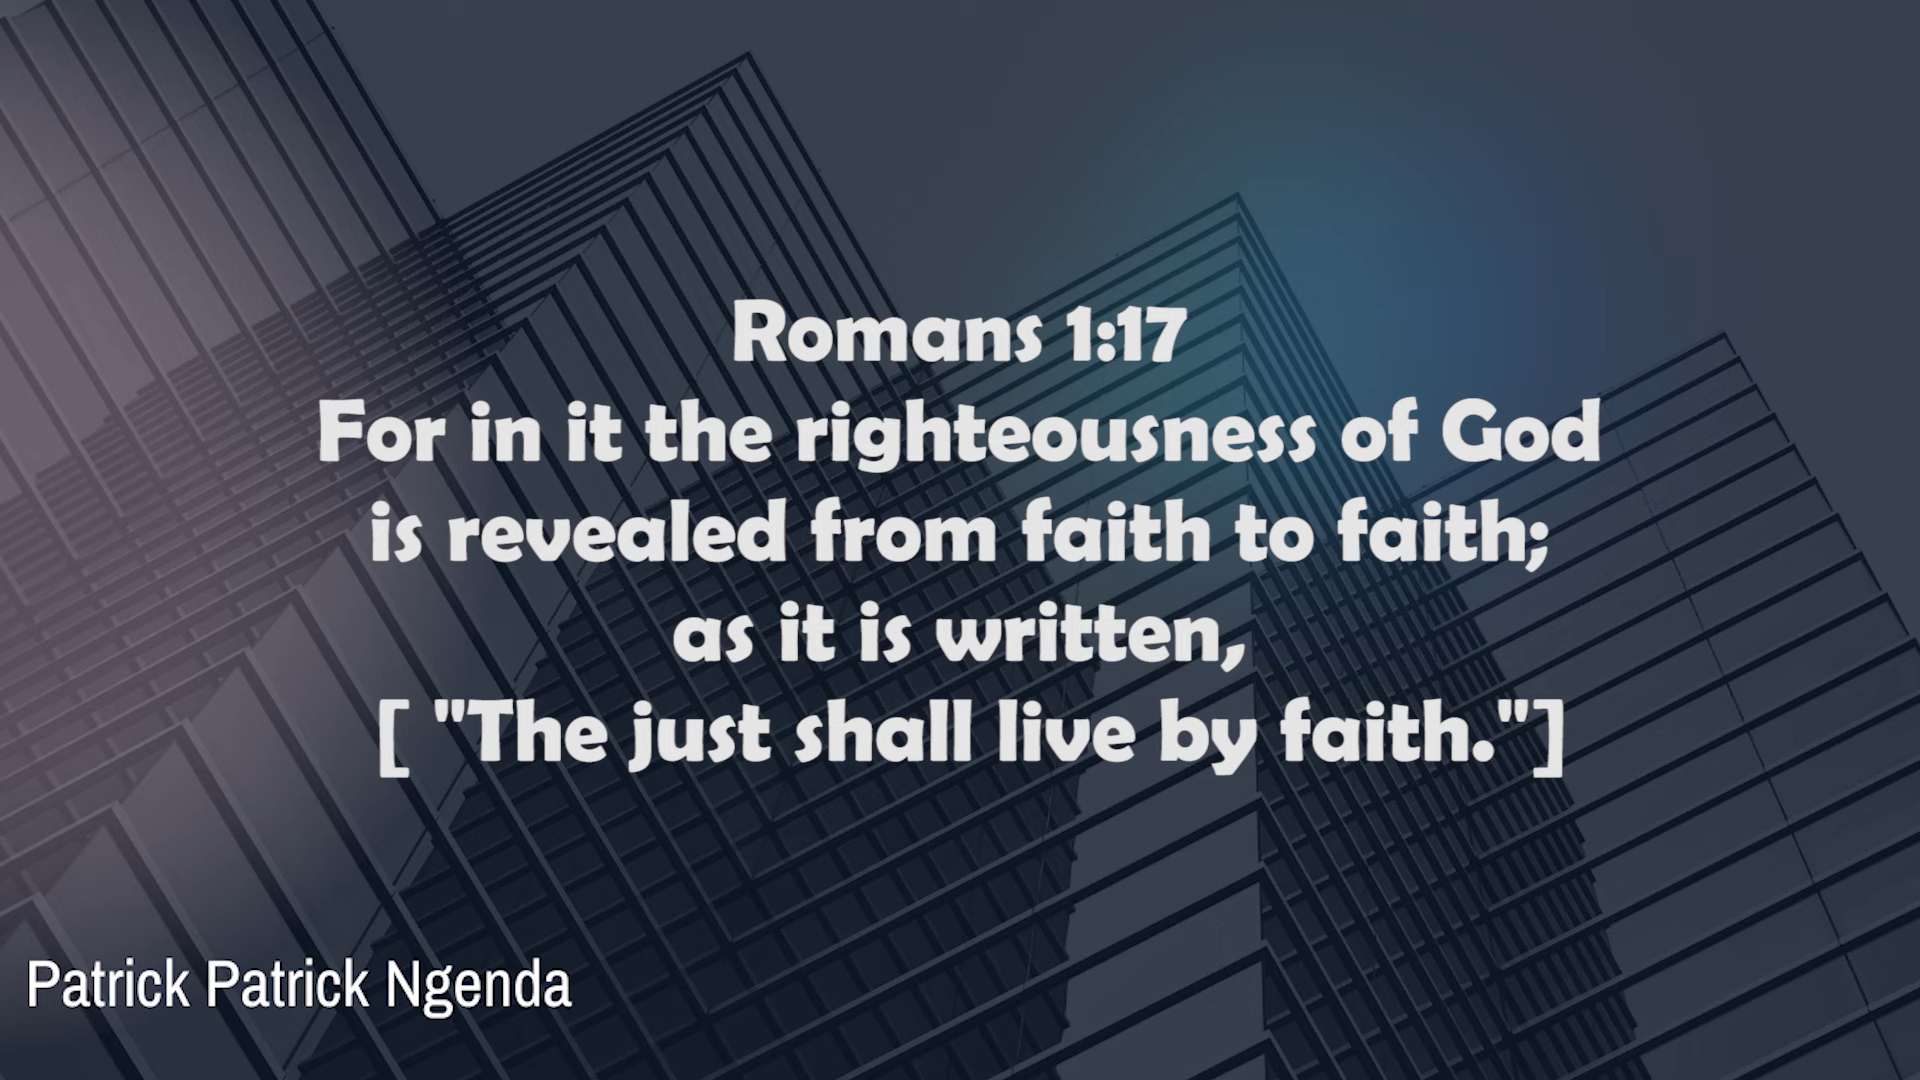 Romans 1:17
For in it the righteousness of God
is revealed from faith to faith;
as it is written,
[ "The just shall live by faith."]
Patrick Patrick Ngenda